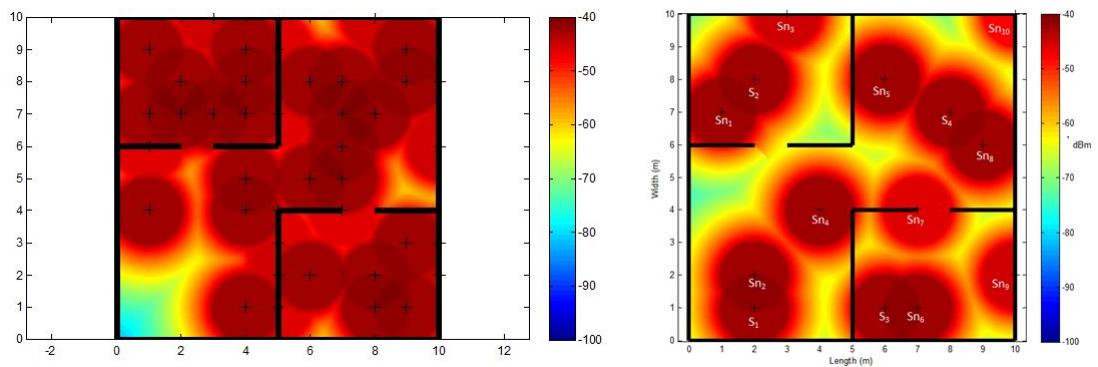 10
9
8
7
6
5
4
3
2
1
0
-2 0 2 4 6 8 10 12
-40
-50
-60
-70
-80
-90
-100
Width (m)
10
9
8
7
6
5
4
3
2
1
0
Sn3
Sn10
S2
Sn5
Sn1
S4
Sn8
Sn4
Sn7
Sn2
Sn9
S1
S3 Sn6
0 1 2 3 4 5 6 7 8 9 10
Length (m)
-40
-50
-60
-70
-80
-90
-100
dBm